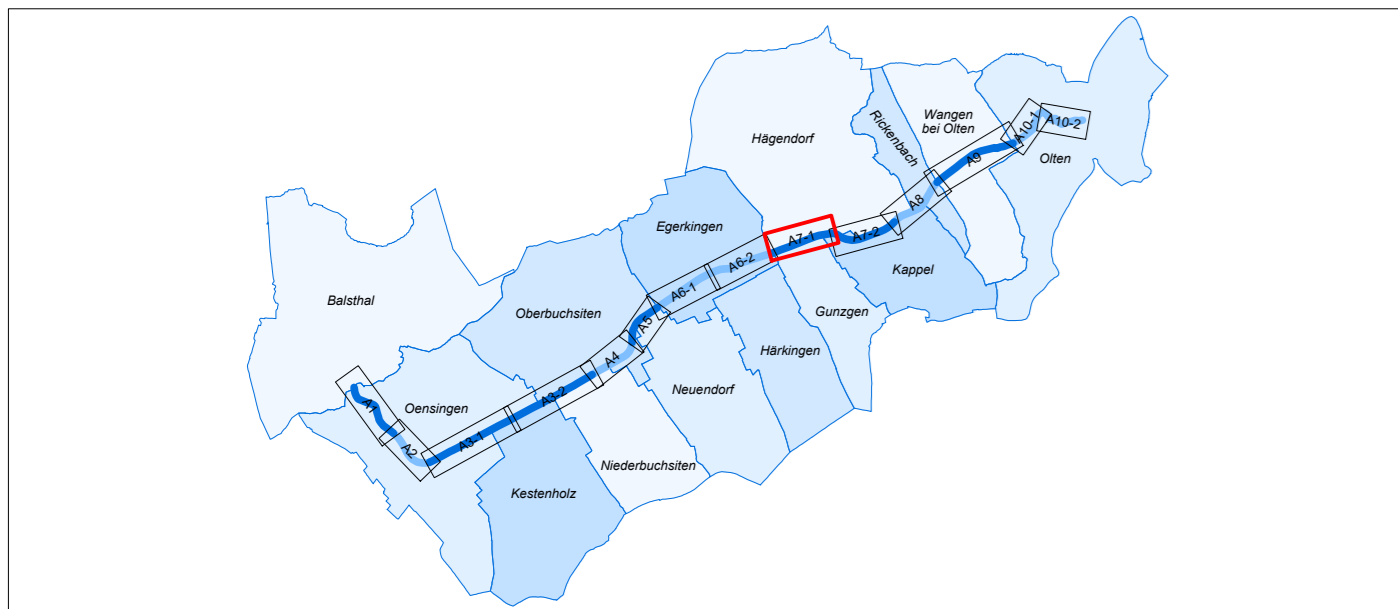 Hägendorf
Wangen
bei Olten
Rickenbach
A10-1
A10-2
Olten
A9
A8
Egerkingen
A7-1
A7-2
A6-2
Kappel
Balsthal
Oberbuchsiten
A6-1
Gunzgen
A5
Härkingen
A4
Neuendorf
A3-2
A1
Oensingen
A3-1
A2
Niederbuchsiten
Kestenholz